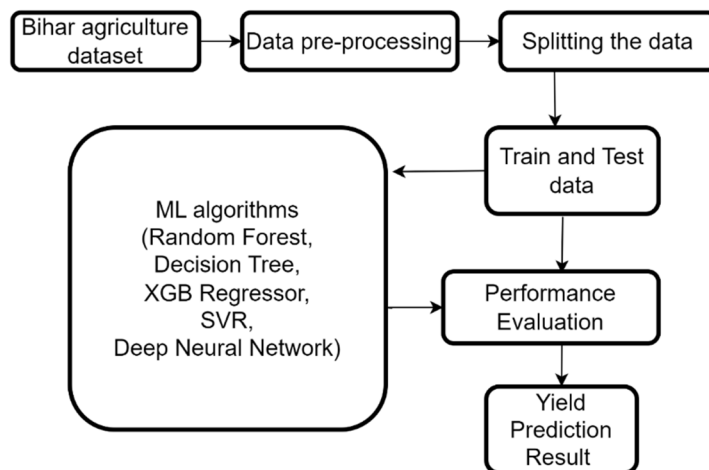 Bihar agriculture
dataset
Data pre-processing
Splitting the data
Train and Test
data
ML algorithms
(Random Forest,
Decision Tree,
XGB Regressor,
SVR,
Deep Neural Network)
Performance
Evaluation
Yield
Prediction
Result